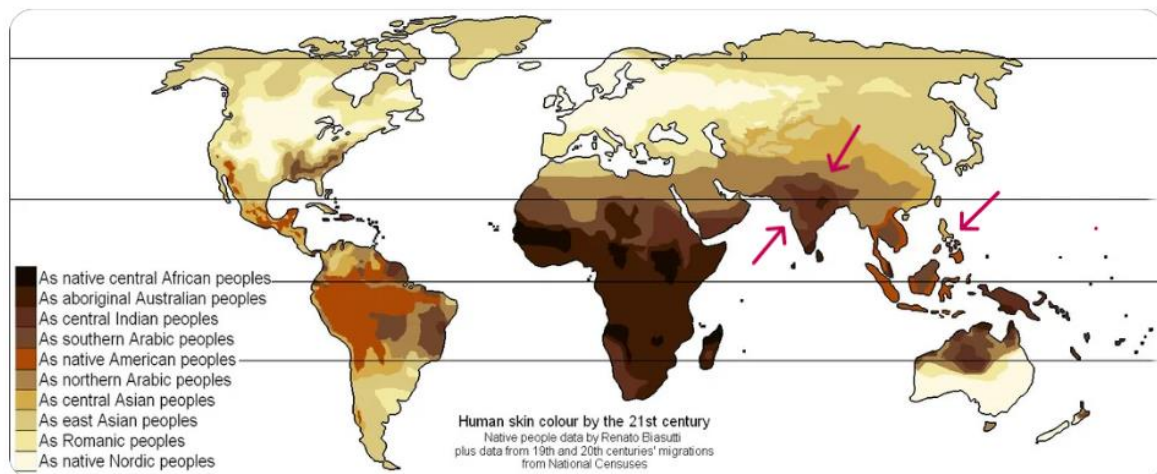 As native central African peoples
As aboriginal Australian peoples
As central Indian peoples
As southern Arabic peoples
As native American peoples
As northern Arabic peoples
As central Asian peoples
As east Asian peoples
As Romanic peoples
As native Nordic peoples
Human skin colour by the 21st century
Native people data by Renato Biasutti
plus data from 19th and 20th centuries' migrations
from National Censuses